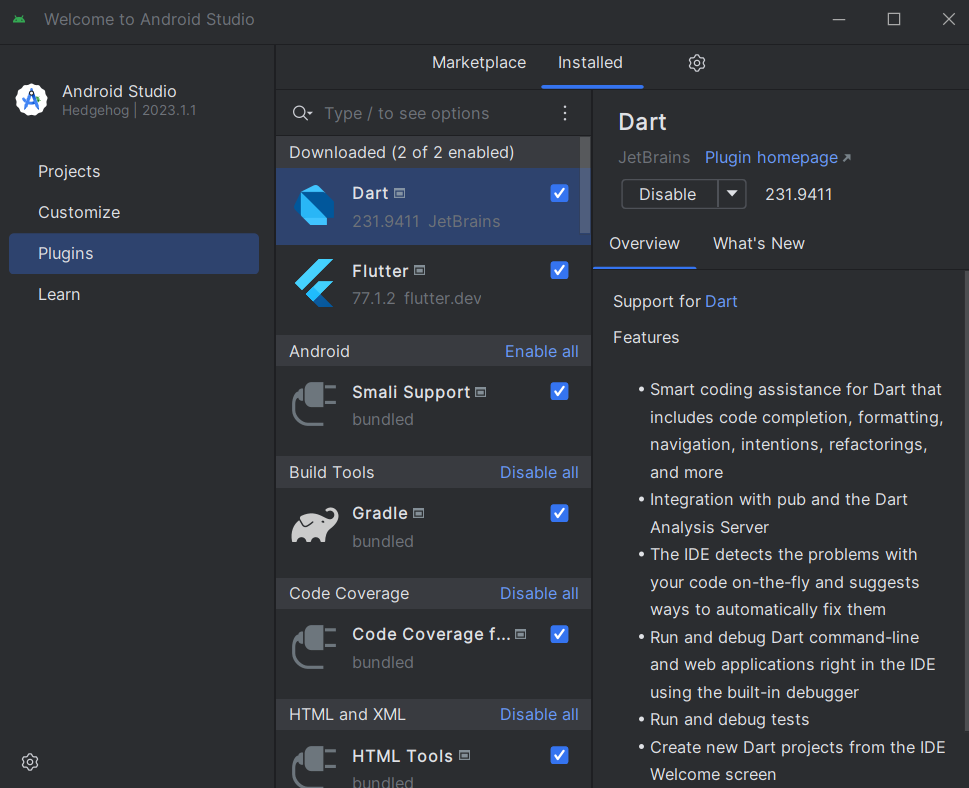 Welcome to Android Studio
Android Studio
Hedgehog | 2023.1.1
Projects
Customize
Plugins
Learn
Marketplace
Installed
Type / to see options
Downloaded (2 of 2 enabled)
Dart
231.9411 JetBrains
Flutter
77.1.2 flutter.dev
Android
Enable all
Smali Support
bundled
Build Tools
Disable all
Gradle
bundled
Code Coverage
Disable all
Code Coverage f...
bundled
HTML and XML
Disable all
HTML Tools
bundled
Dart
JetBrains
Plugin homepage ↗
Disable
231.9411
Overview
What's New
Support for Dart
Features
• Smart coding assistance for Dart that
includes code completion, formatting,
navigation, intentions, refactorings,
and more
• Integration with pub and the Dart
Analysis Server
• The IDE detects the problems with
your code on-the-fly and suggests
ways to automatically fix them
• Run and debug Dart command-line
and web applications right in the IDE
using the built-in debugger
• Run and debug tests
• Create new Dart projects from the IDE
Welcome screen